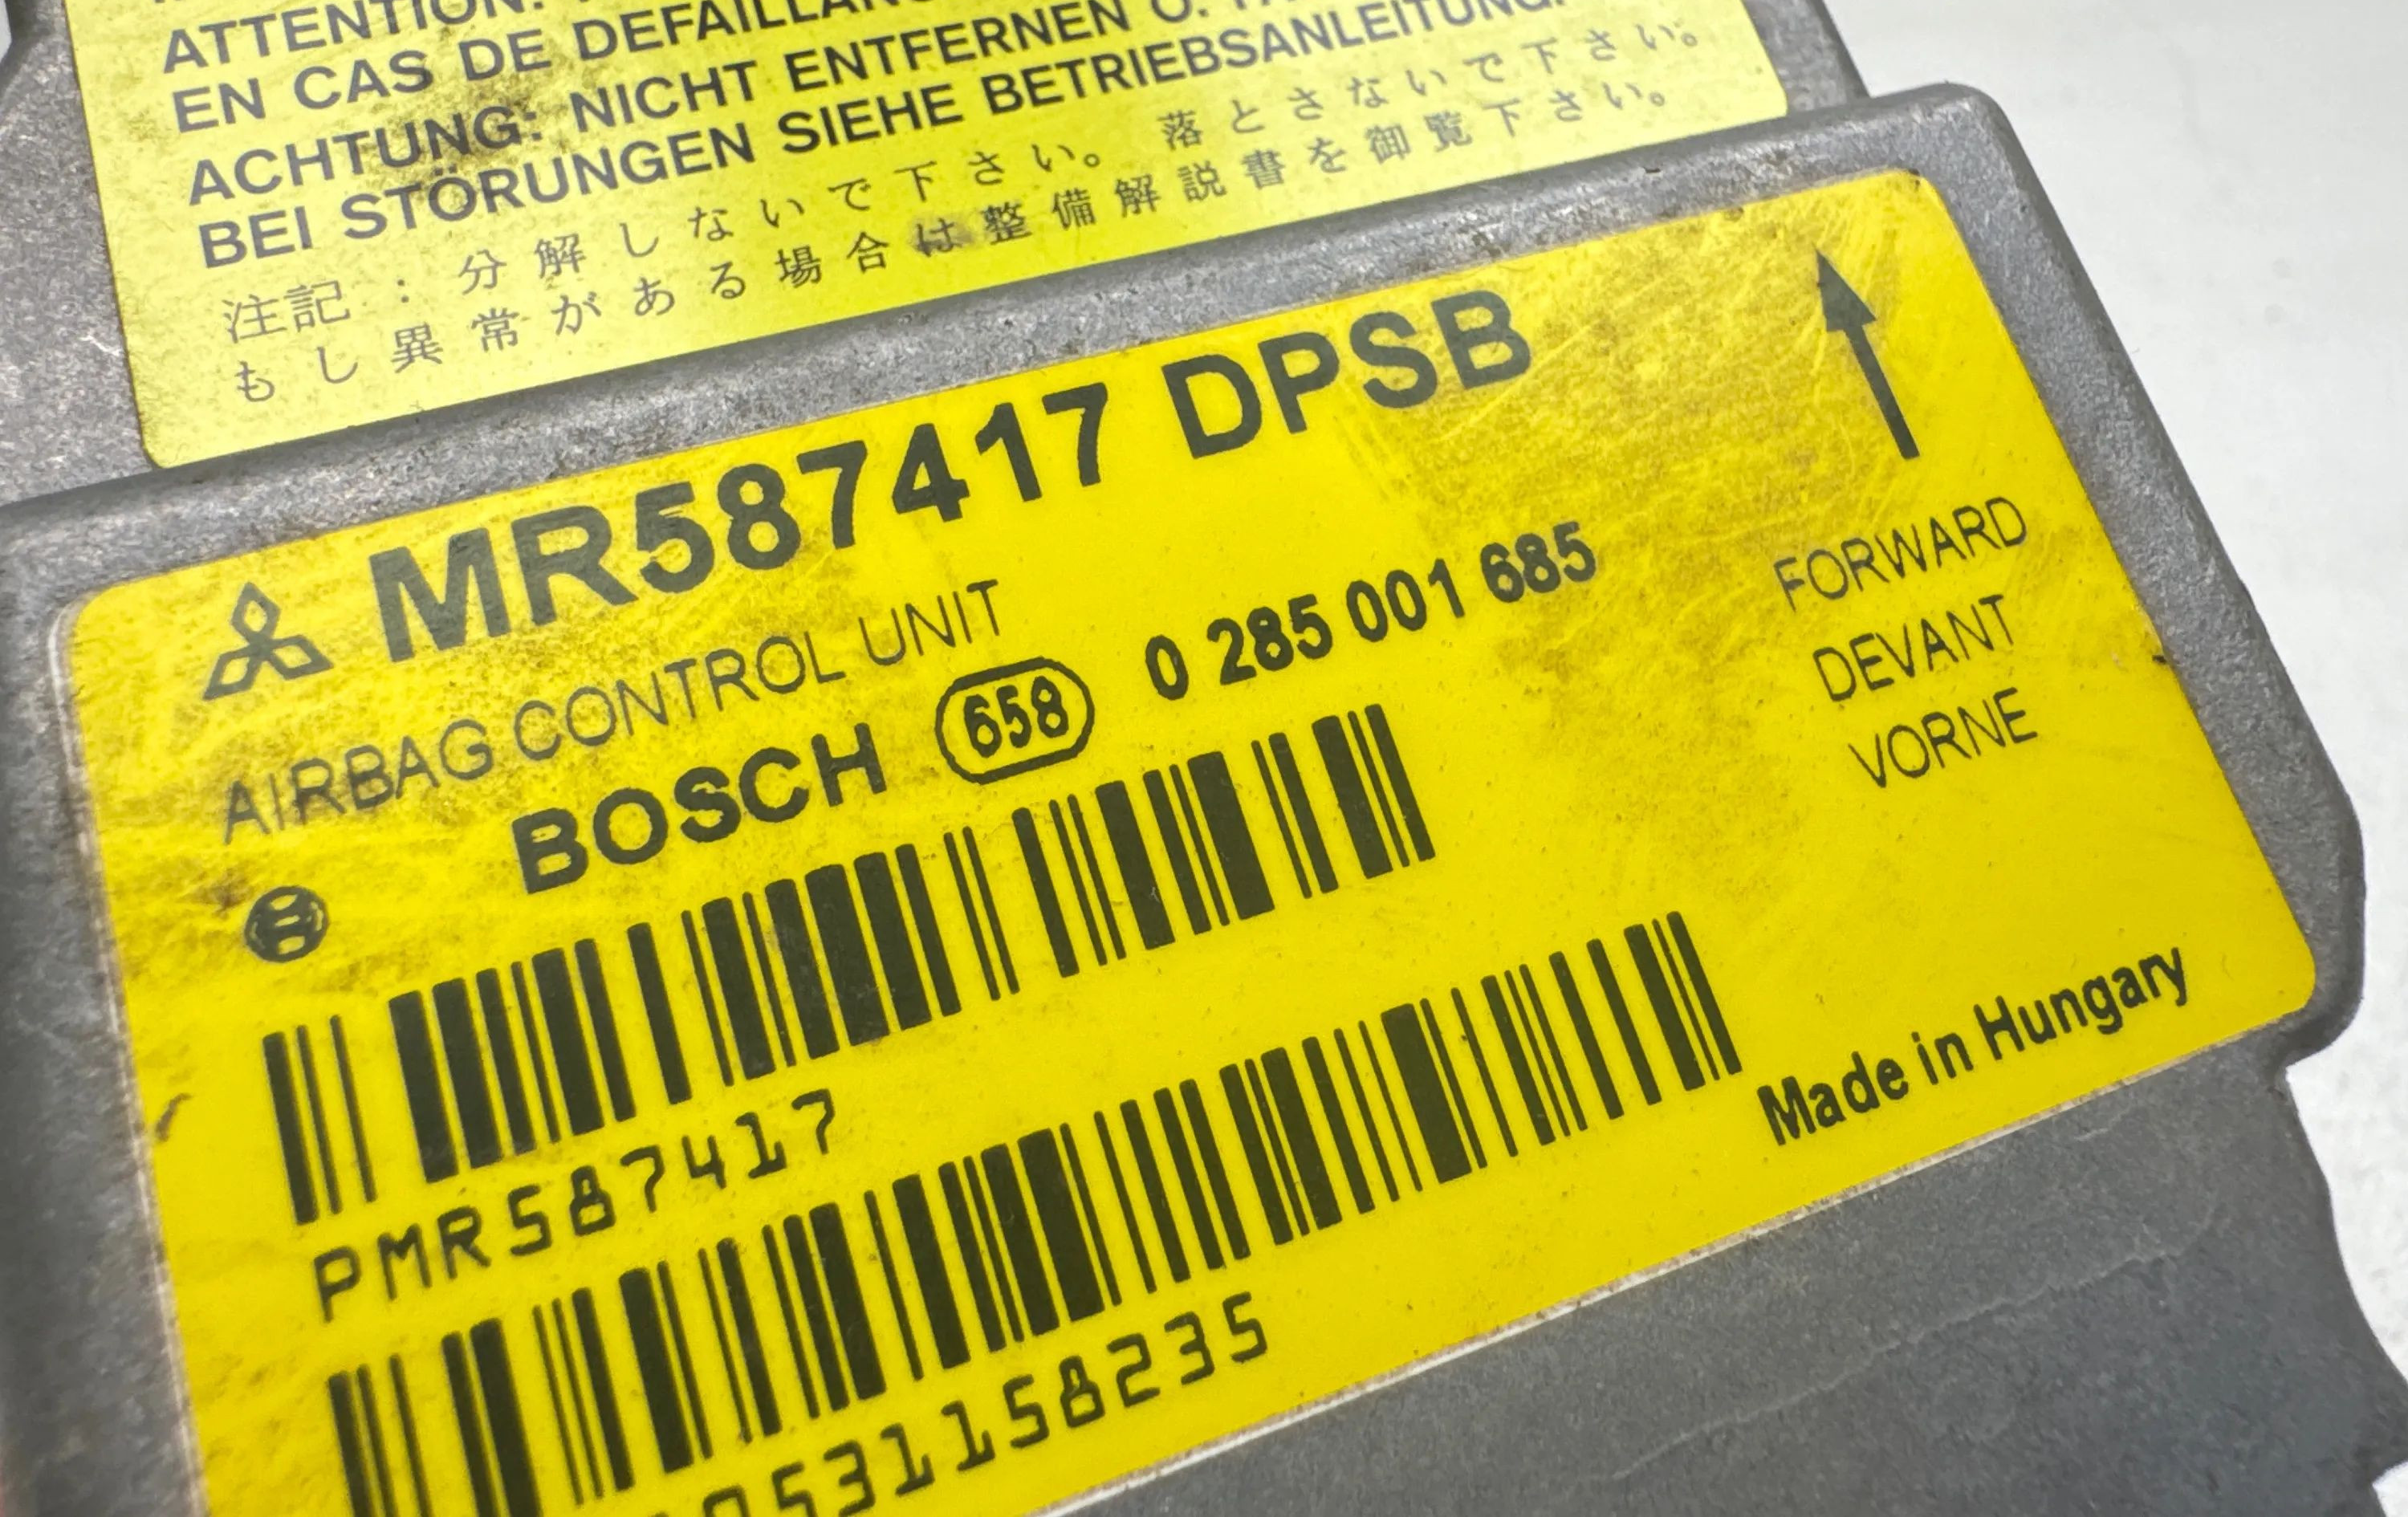 ATTENTION:
EN CAS DE
ACHTUNG: NICHT ENTFERNEN O.
BEI STÖRUNGEN SIEHE BETRIEBSANLEITUNG.
注記：分解しないで下さい。落とさないで下さい。
もし異常がある場合は整備解説書を御覧下さい。
MR587417 DPSB
AIRBAG CONTROL UNIT
BOSCH 658 0 285 001 685
FORWARD
DEVANT
VORNE
PMR587417
Made in Hungary